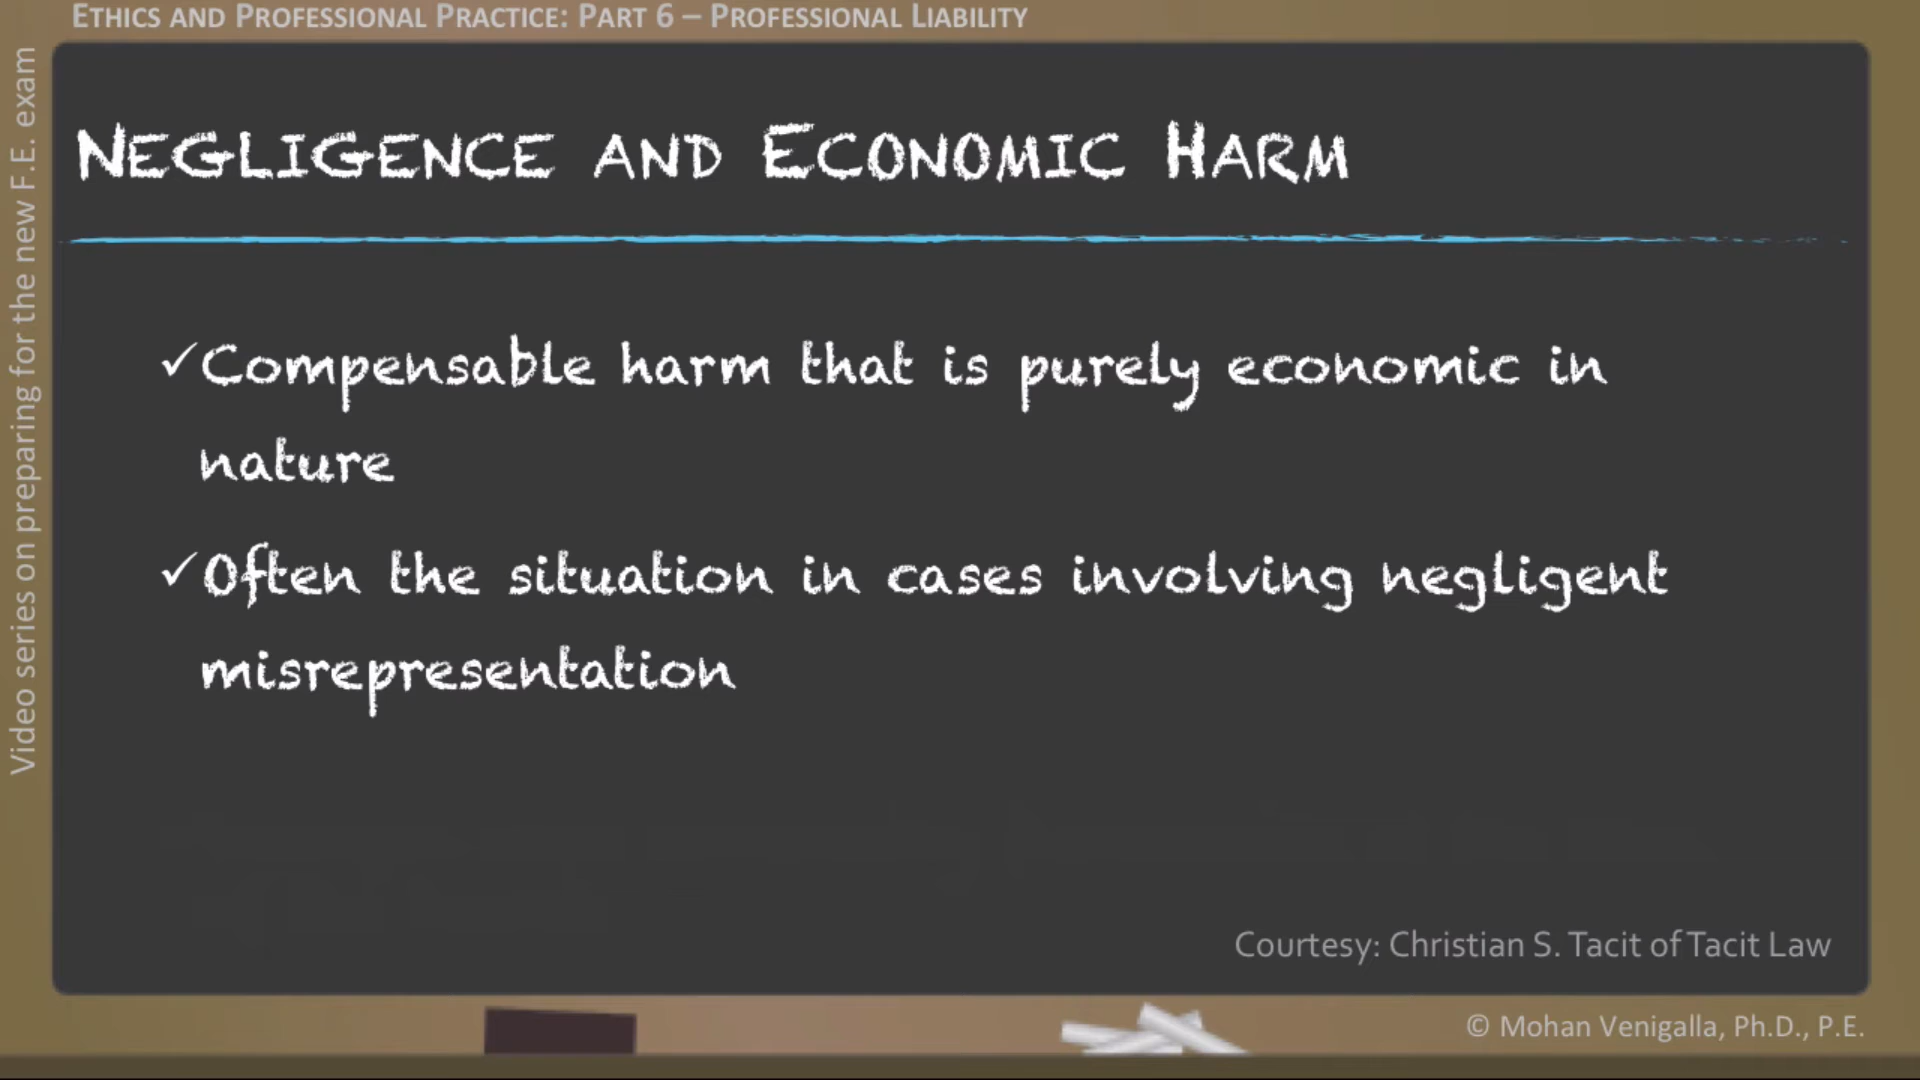 Ethics and Professional Practice: Part 6 – Professional Liability
Video series on preparing for the new F.E. exam
Negligence and Economic Harm
✓Compensable harm that is purely economic in
nature
✓Often the situation in cases involving negligent
misrepresentation
Courtesy: Christian S. Tacit of Tacit Law
© Mohan Venigalla, Ph.D., P.E.